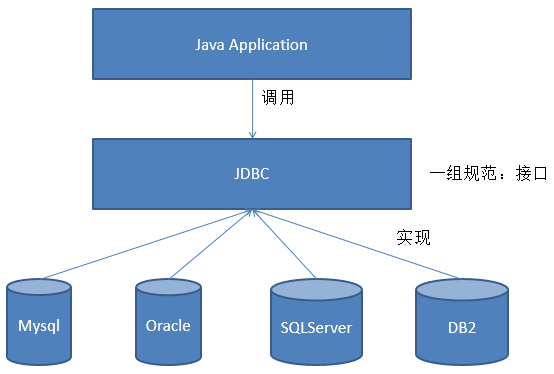 Java Application
调用
JDBC
一组规范：接口
实现
Mysql
Oracle
SQLServer
DB2